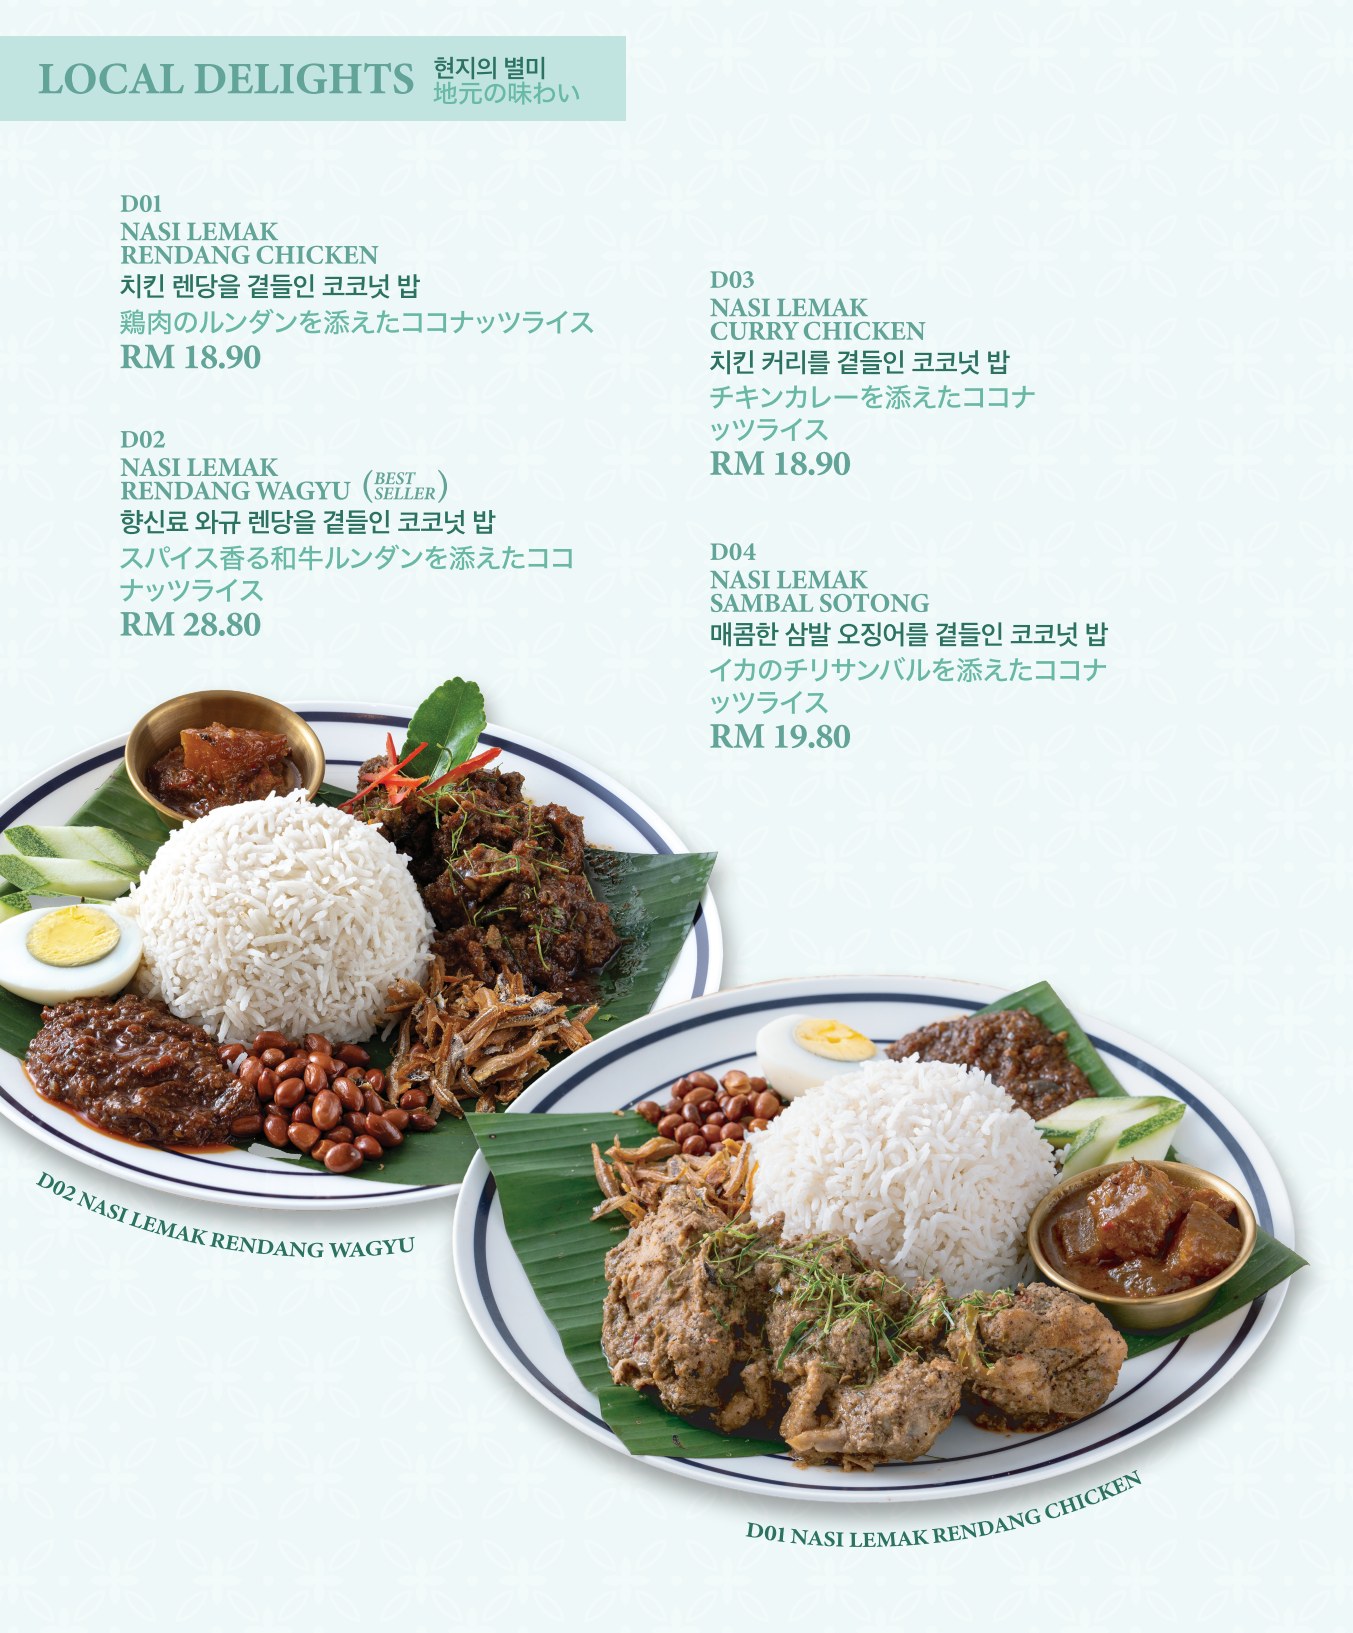 LOCAL DELIGHTS
현지의 별미
地元の味わい
D01
NASI LEMAK
RENDANG CHICKEN
치킨 렌당을 곁들인 코코넛 밥
鶏肉のルンダンを添えたココナッツライス
RM 18.90
D02
NASI LEMAK
RENDANG WAGYU (BEST SELLER)
향신료 와규 렌당을 곁들인 코코넛 밥
スパイス香る和牛ルンダンを添えたココ
ナッツライス
RM 28.80
D03
NASI LEMAK
CURRY CHICKEN
치킨 커리를 곁들인 코코넛 밥
チキンカレーを添えたココナ
ッツライス
RM 18.90
D04
NASI LEMAK
SAMBAL SOTONG
매콤한 삼발 오징어를 곁들인 코코넛 밥
イカのチリサンバルを添えたココナ
ッツライス
RM 19.80
D02 NASI LEMAK RENDANG WAGYU
D01 NASI LEMAK RENDANG CHICKEN